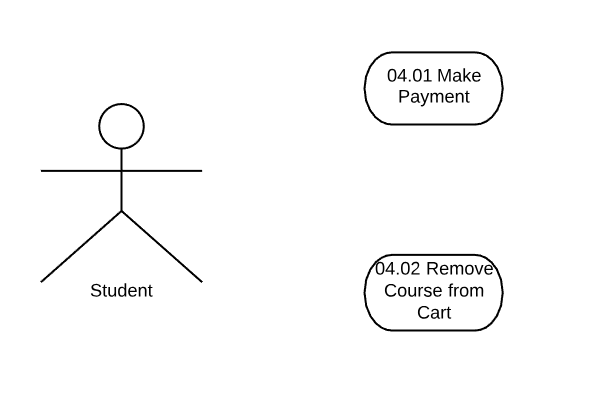 04.01 Make
Payment
Student
04.02 Remove
Course from
Cart